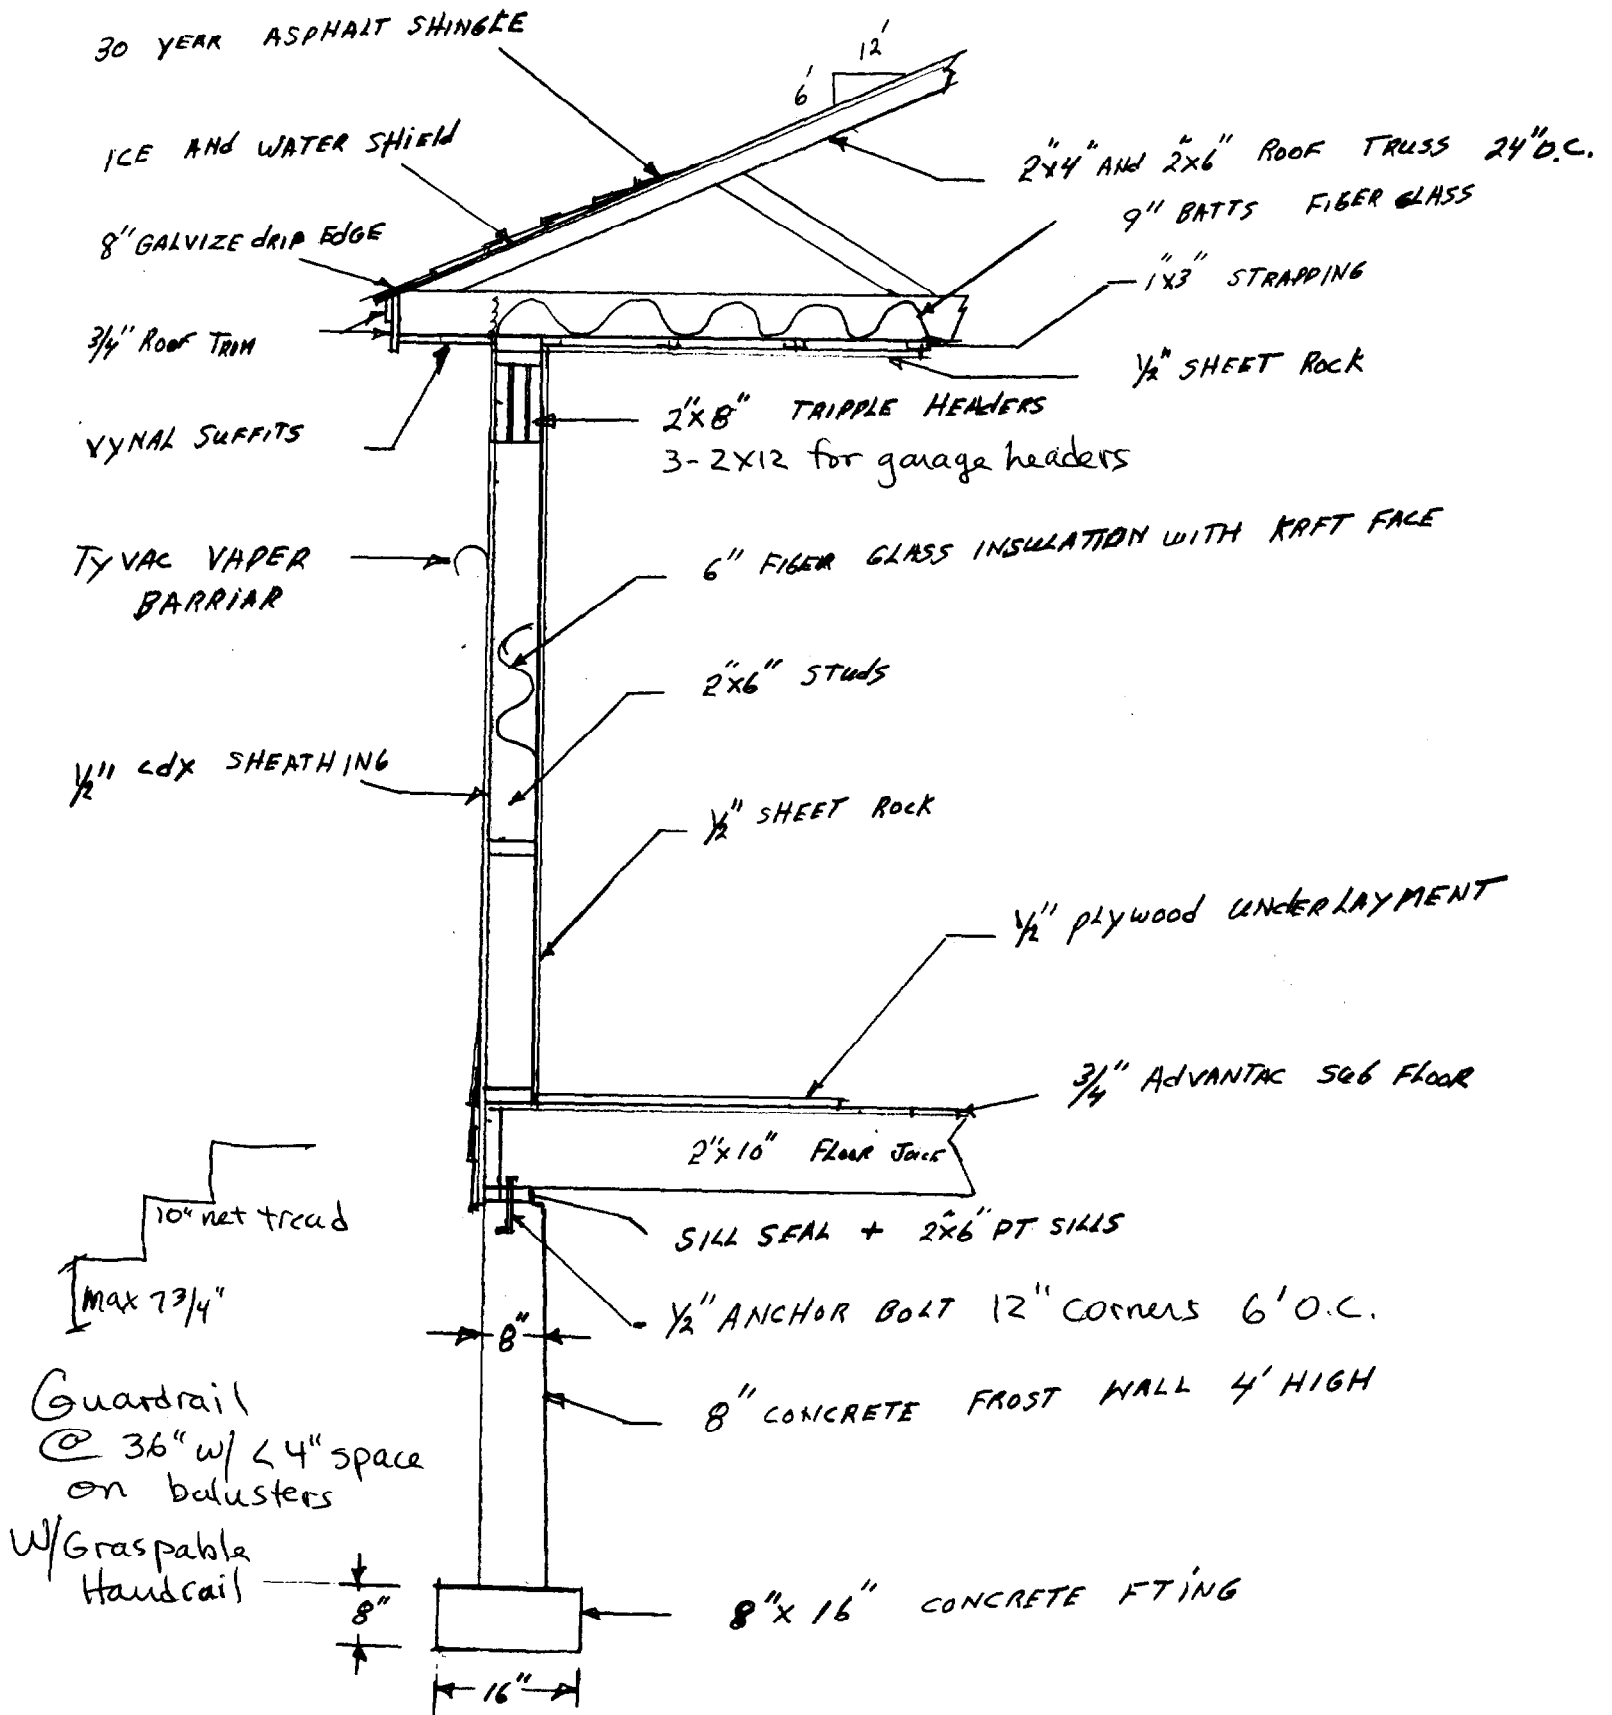 30 YEAR ASPHALT SHINGLE
12'
6'
ICE AND WATER SHIELD
2"x4" AND 2"x6" ROOF TRUSS 24" O.C.
9" BATTS FIBER GLASS
8" GALVIZE DRIP EDGE
1"x3" STRAPPING
3/4" ROOF TRIM
1/2" SHEET ROCK
VYNAL SUFFITS
2"x8" TRIPPLE HEADERS
3-2x12 for garage headers
TYVAC VAPER
BARRIAR
6" FIBER GLASS INSULATION WITH KRFT FACE
2"x6" STUDS
1/2" CDX SHEATHING
1/2" SHEET ROCK
1/2" PLYWOOD UNDERLAYMENT
3/4" ADVANTAC SUB FLOOR
2"x10" FLOOR JOICE
10" net tread
SILL SEAL + 2"x6" PT SILLS
max 7 3/4"
1/2" ANCHOR BOLT 12" corners 6' O.C.
8"
8" CONCRETE FROST WALL 4' HIGH
Guardrail
@ 36" w/ < 4" space
on balusters
W/Graspable
Handrail
8"
8" x 16" CONCRETE FTING
16"